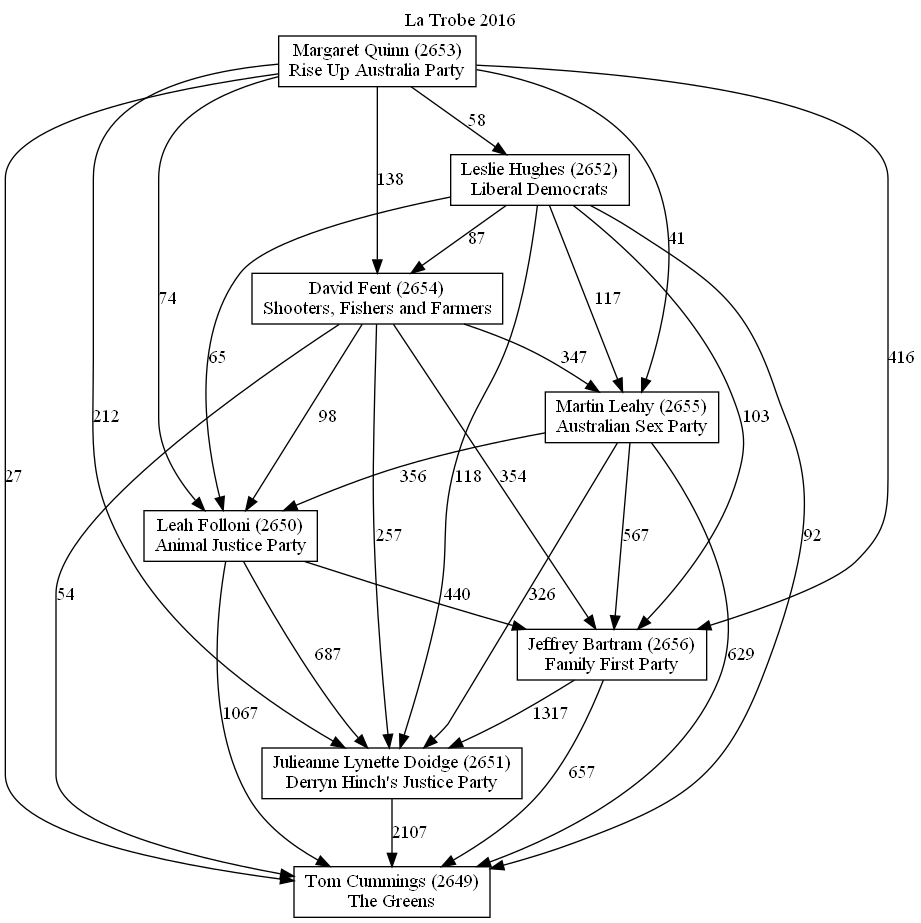 La Trobe 2016
Margaret Quinn (2653)
Rise Up Australia Party
58
Leslie Hughes (2652)
Liberal Democrats
138
87
41
David Fent (2654)
Shooters, Fishers and Farmers
74
117
65
347
416
Martin Leahy (2655)
Australian Sex Party
212
98
103
27
356
118
354
Leah Folloni (2650)
Animal Justice Party
257
567
92
54
440
326
Jeffrey Bartram (2656)
Family First Party
687
629
1067
1317
Julieanne Lynette Doidge (2651)
Derryn Hinch's Justice Party
657
2107
Tom Cummings (2649)
The Greens